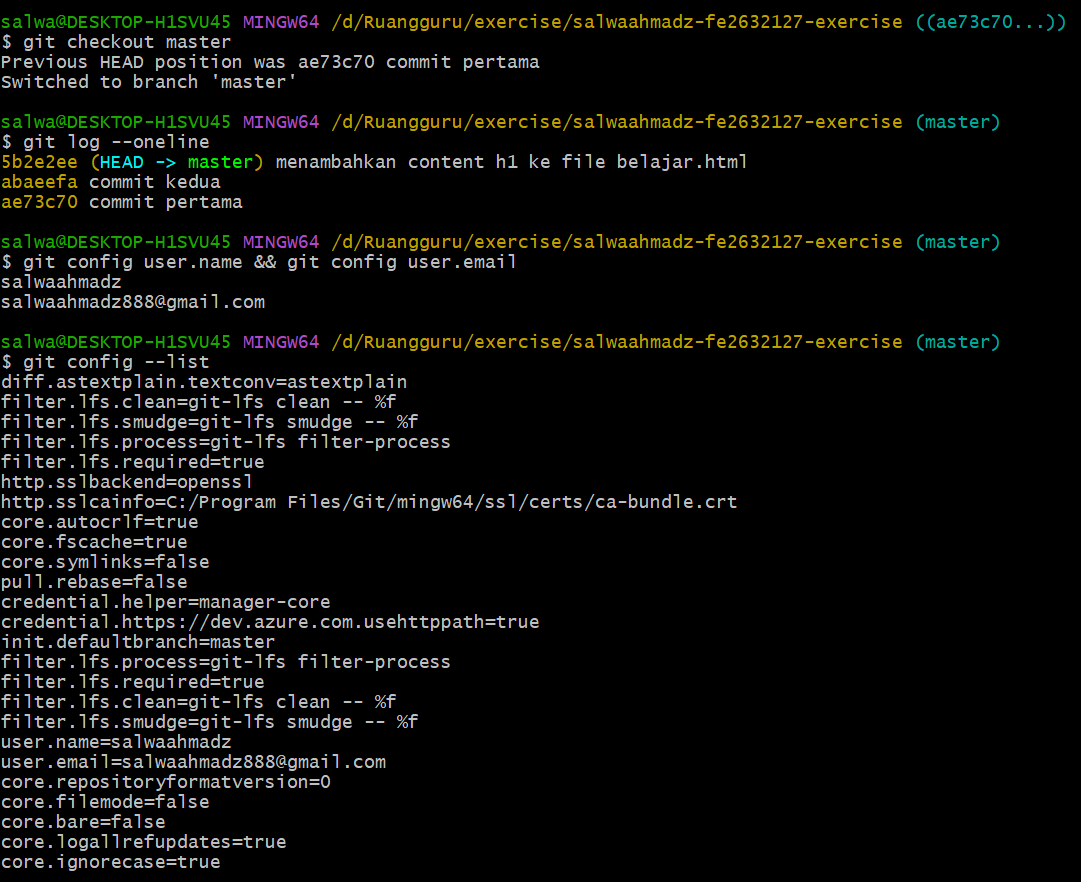 salwa@DESKTOP-H1SVU45 MINGW64 /d/Ruangguru/exercise/salwaahmadz-fe2632127-exercise ((ae73c70...))
$ git checkout master
Previous HEAD position was ae73c70 commit pertama
Switched to branch 'master'
salwa@DESKTOP-H1SVU45 MINGW64 /d/Ruangguru/exercise/salwaahmadz-fe2632127-exercise (master)
$ git log --oneline
5b2e2ee (HEAD -> master) menambahkan content h1 ke file belajar.html
abaeefa commit kedua
ae73c70 commit pertama
salwa@DESKTOP-H1SVU45 MINGW64 /d/Ruangguru/exercise/salwaahmadz-fe2632127-exercise (master)
$ git config user.name && git config user.email
salwaahmadz
salwaahmadz888@gmail.com
salwa@DESKTOP-H1SVU45 MINGW64 /d/Ruangguru/exercise/salwaahmadz-fe2632127-exercise (master)
$ git config --list
diff.astextplain.textconv=astextplain
filter.lfs.clean=git-lfs clean -- %f
filter.lfs.smudge=git-lfs smudge -- %f
filter.lfs.process=git-lfs filter-process
filter.lfs.required=true
http.sslbackend=openssl
http.sslcainfo=C:/Program Files/Git/mingw64/ssl/certs/ca-bundle.crt
core.autocrlf=true
core.fscache=true
core.symlinks=false
pull.rebase=false
credential.helper=manager-core
credential.https://dev.azure.com.usehttppath=true
init.defaultbranch=master
filter.lfs.process=git-lfs filter-process
filter.lfs.required=true
filter.lfs.clean=git-lfs clean -- %f
filter.lfs.smudge=git-lfs smudge -- %f
user.name=salwaahmadz
user.email=salwaahmadz888@gmail.com
core.repositoryformatversion=0
core.filemode=false
core.bare=false
core.logallrefupdates=true
core.ignorecase=true